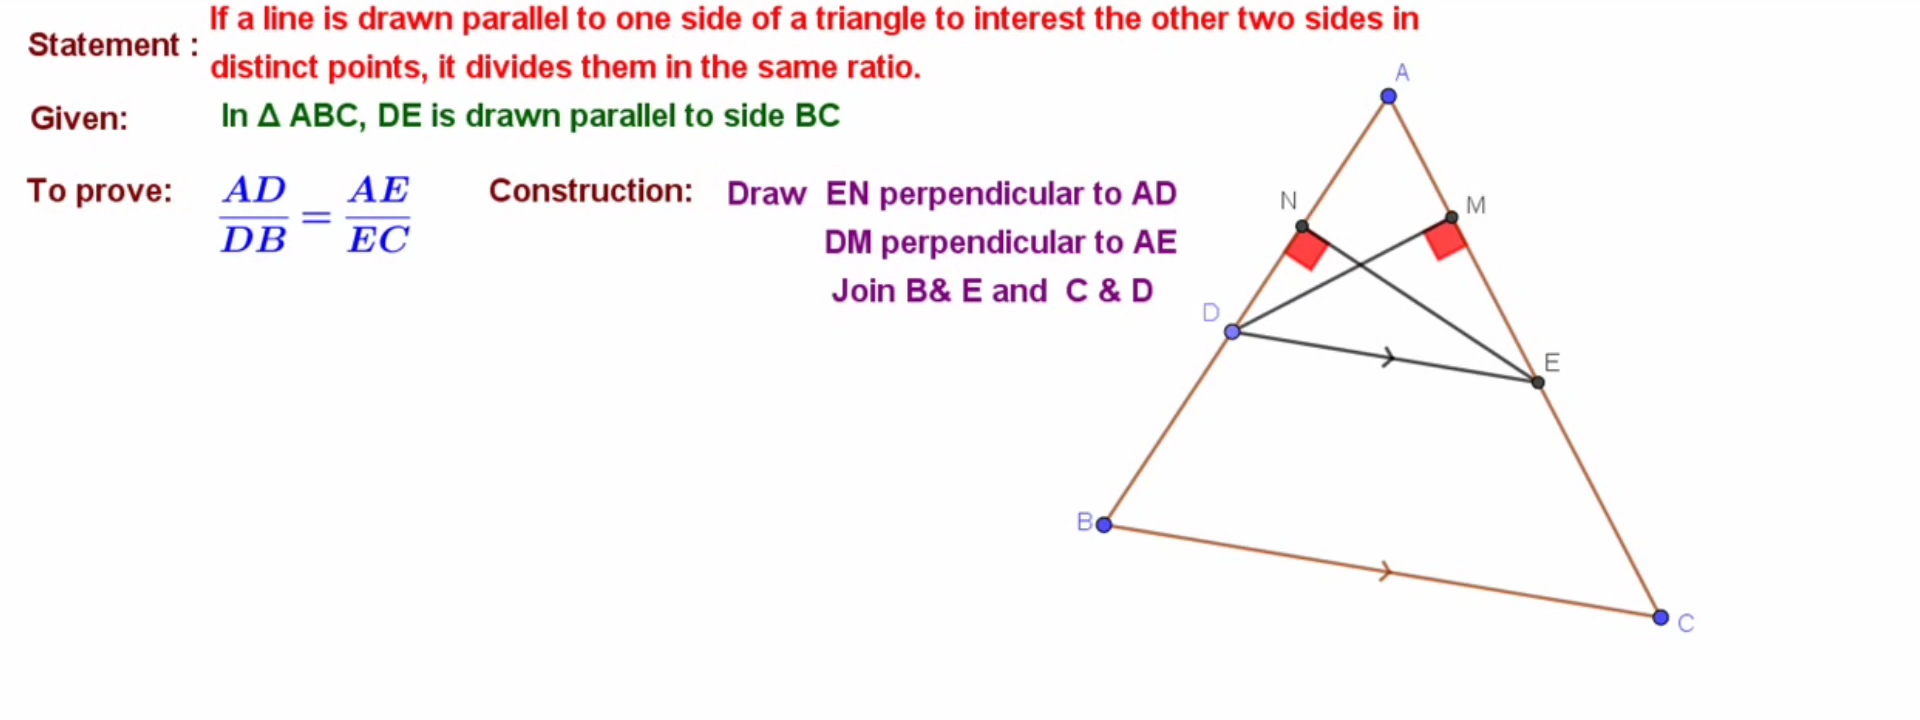 Statement : If a line is drawn parallel to one side of a triangle to interest the other two sides in
distinct points, it divides them in the same ratio.
Given: In Δ ABC, DE is drawn parallel to side BC
To prove: AD/DB = AE/EC
Construction: Draw EN perpendicular to AD
DM perpendicular to AE
Join B& E and C & D
A
N
M
D
E
B
C